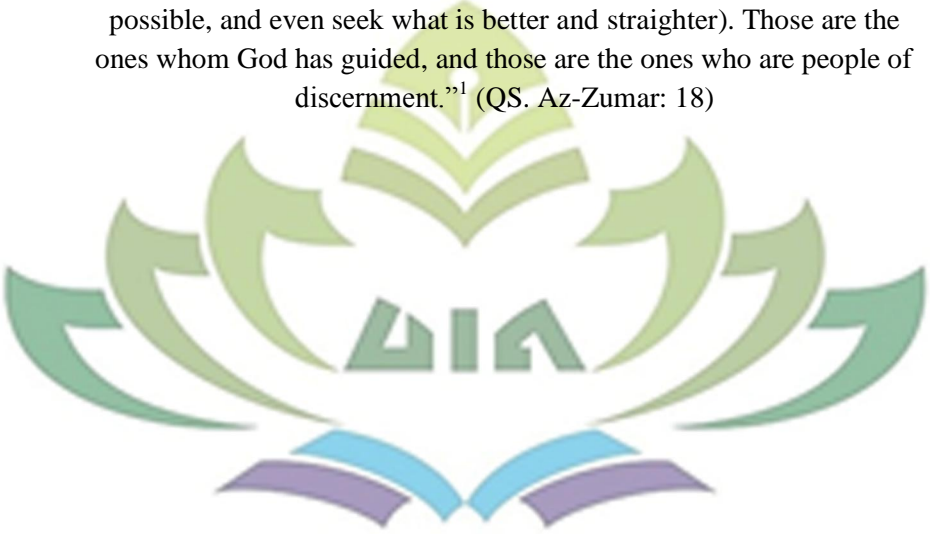 possible, and even seek what is better and straighter). Those are the
ones whom God has guided, and those are the ones who are people of
discernment.”1 (QS. Az-Zumar: 18)
UIN